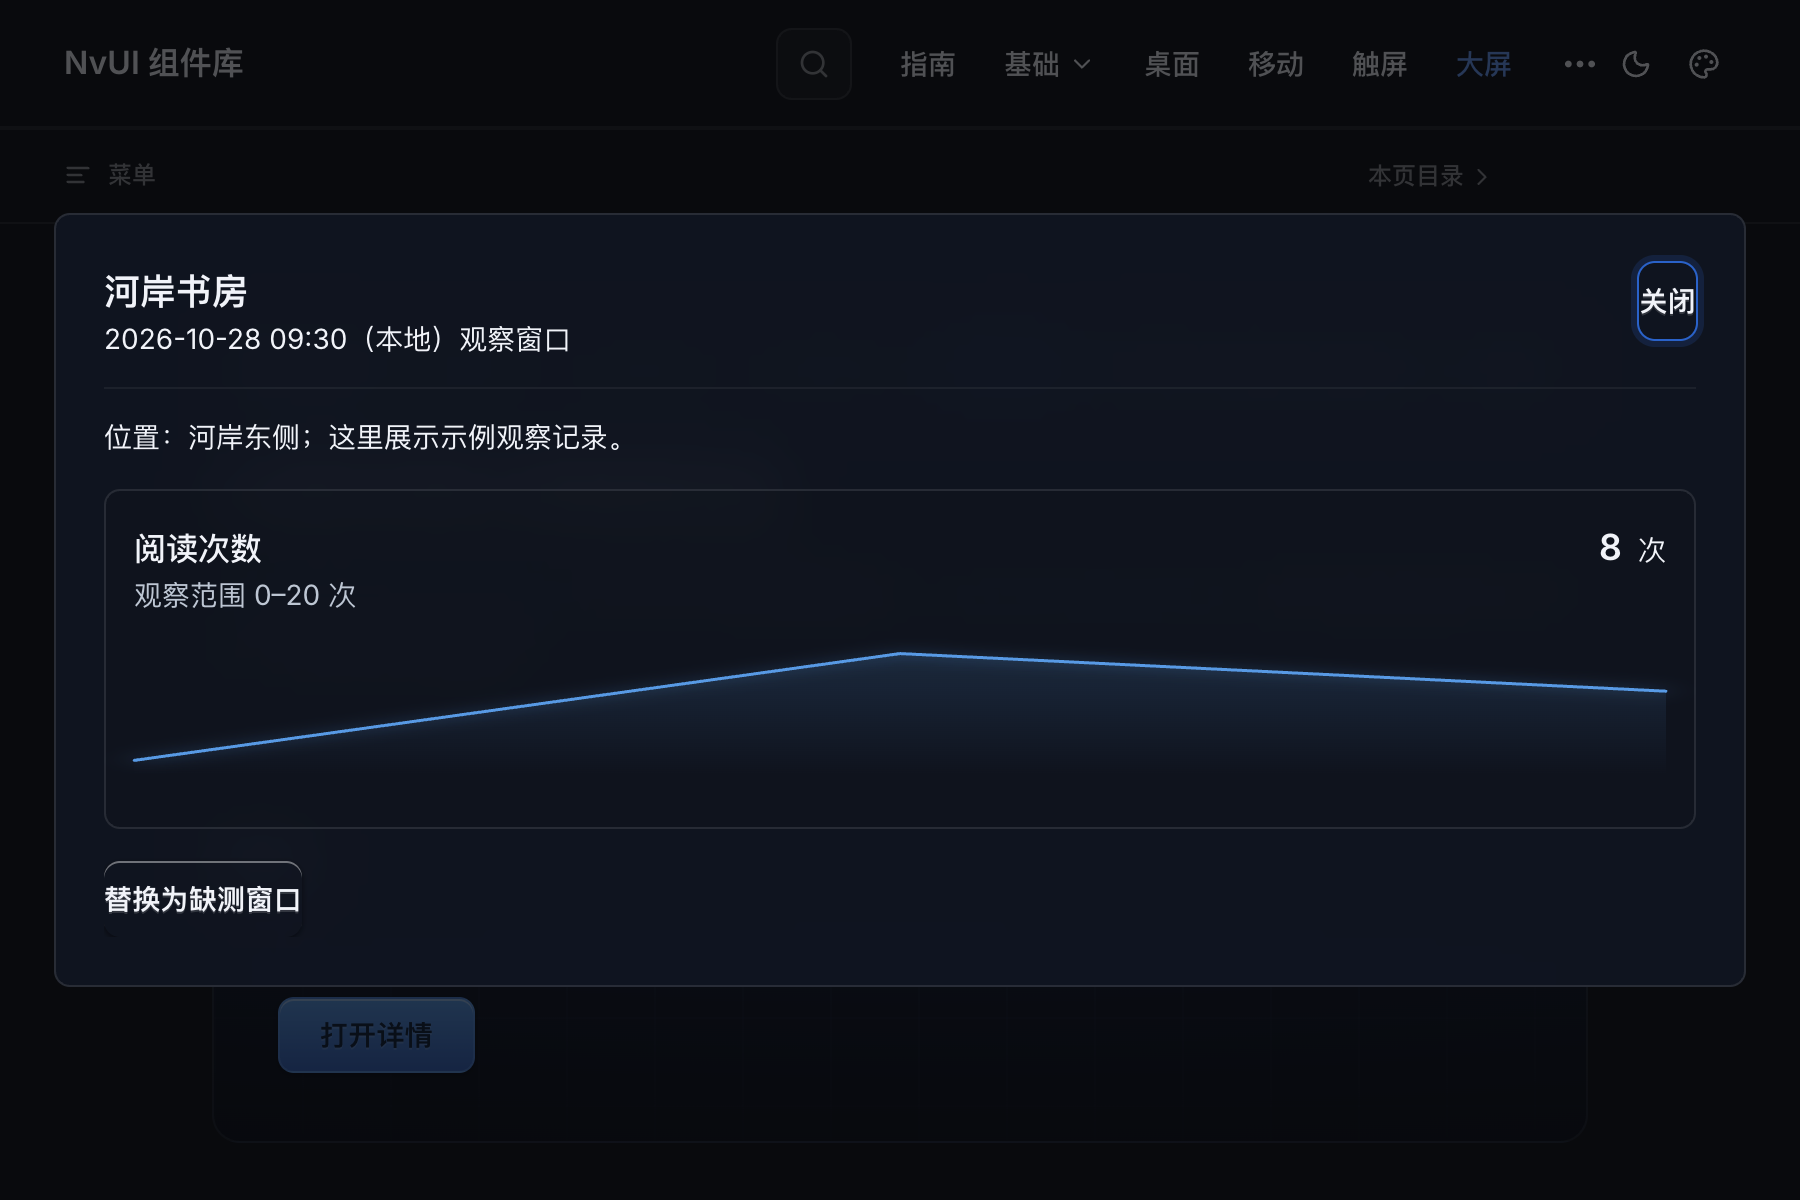 NvUI 组件库
指南 基础 桌面 移动 触屏 大屏
菜单
本页目录
河岸书房
关闭
2026-10-28 09:30（本地）观察窗口
位置：河岸东侧；这里展示示例观察记录。
阅读次数
8 次
观察范围 0–20 次
替换为缺测窗口
打开详情